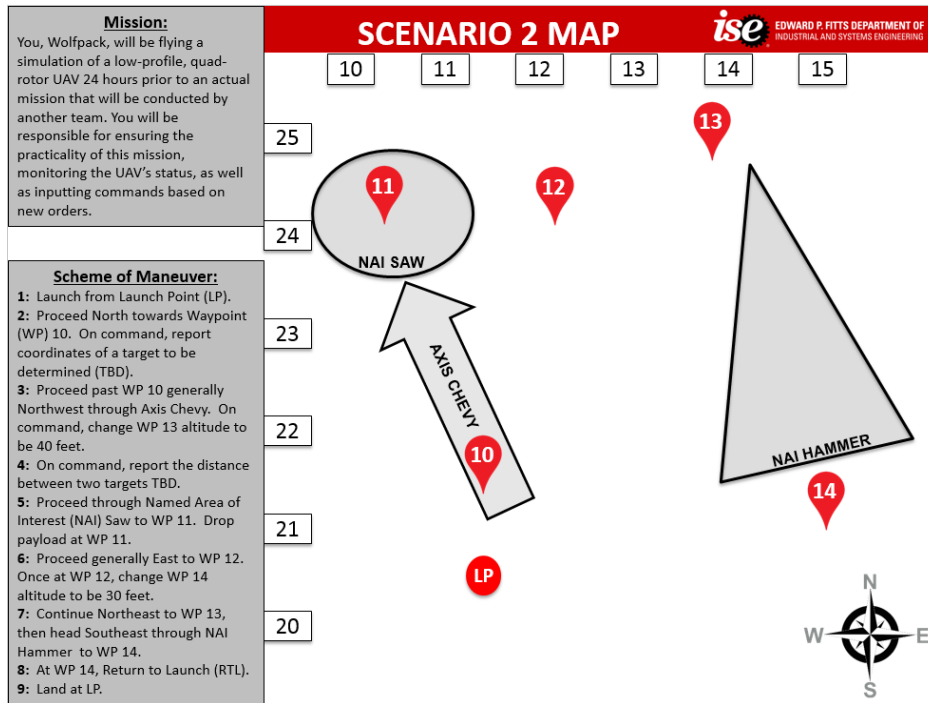 Mission:
You, Wolfpack, will be flying a
simulation of a low-profile, quad-
rotor UAV 24 hours prior to an actual
mission that will be conducted by
another team. You will be
responsible for ensuring the
practicality of this mission,
monitoring the UAV's status, as well
as inputting commands based on
new orders.
Scheme of Maneuver:
1: Launch from Launch Point (LP).
2: Proceed North towards Waypoint
(WP) 10. On command, report
coordinates of a target to be
determined (TBD).
3: Proceed past WP 10 generally
Northwest through Axis Chevy. On
command, change WP 13 altitude to
be 40 feet.
4: On command, report the distance
between two targets TBD.
5: Proceed through Named Area of
Interest (NAI) Saw to WP 11. Drop
payload at WP 11.
6: Proceed generally East to WP 12.
Once at WP 12, change WP 14
altitude to be 30 feet.
7: Continue Northeast to WP 13,
then head Southeast through NAI
Hammer to WP 14.
8: At WP 14, Return to Launch (RTL).
9: Land at LP.
SCENARIO 2 MAP
ise
EDWARD P. FITTS DEPARTMENT OF
INDUSTRIAL AND SYSTEMS ENGINEERING
10 11 12 13 14 15
25
24
23
22
21
20
13
11
12
NAI SAW
AXIS CHEVY
10
NAI HAMMER
14
LP
N
W E
S